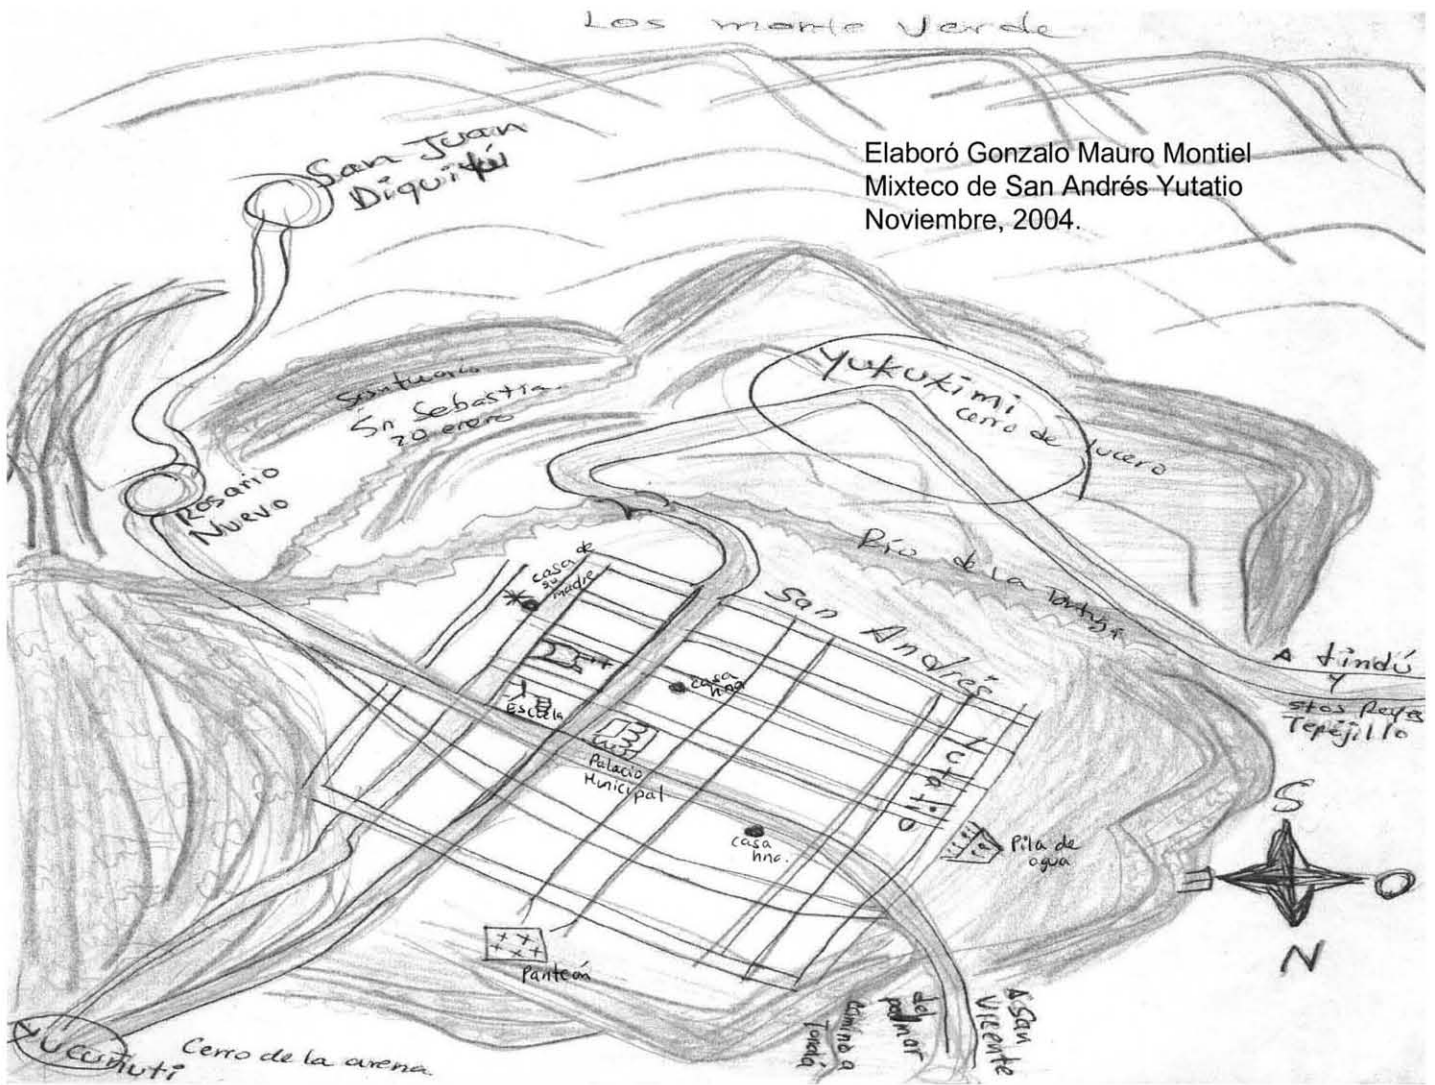 Los monte Verde
San Juan
Diquiyú
Elaboró Gonzalo Mauro Montiel
Mixteco de San Andrés Yutatio
Noviembre, 2004.
Santuario
Sn Sebastia
20 enero
Yukukimi
cerro de lucero
Rosario
Nuevo
Río de La Tortuga
casa de
su
madre
San Andrés
Yutatio
A tindú
Y
stos Reyes
Tepejillo
casa
hna
Escuela
Palacio
Municipal
casa
hna.
Pila de
agua
S
E
O
N
Panteón
Yucuñuti
Cerro de la arena
Camino a
Tonalá
del
palmar
A San
Vicente